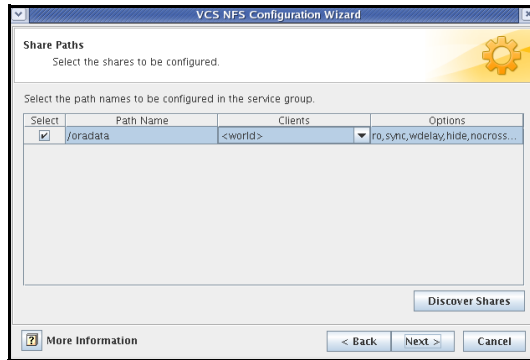 VCS NFS Configuration Wizard
Share Paths
Select the shares to be configured.
Select the path names to be configured in the service group.
Select Path Name Clients Options
/oradata <world> ro,sync,wdelay,hide,nocross...
Discover Shares
More Information < Back Next > Cancel